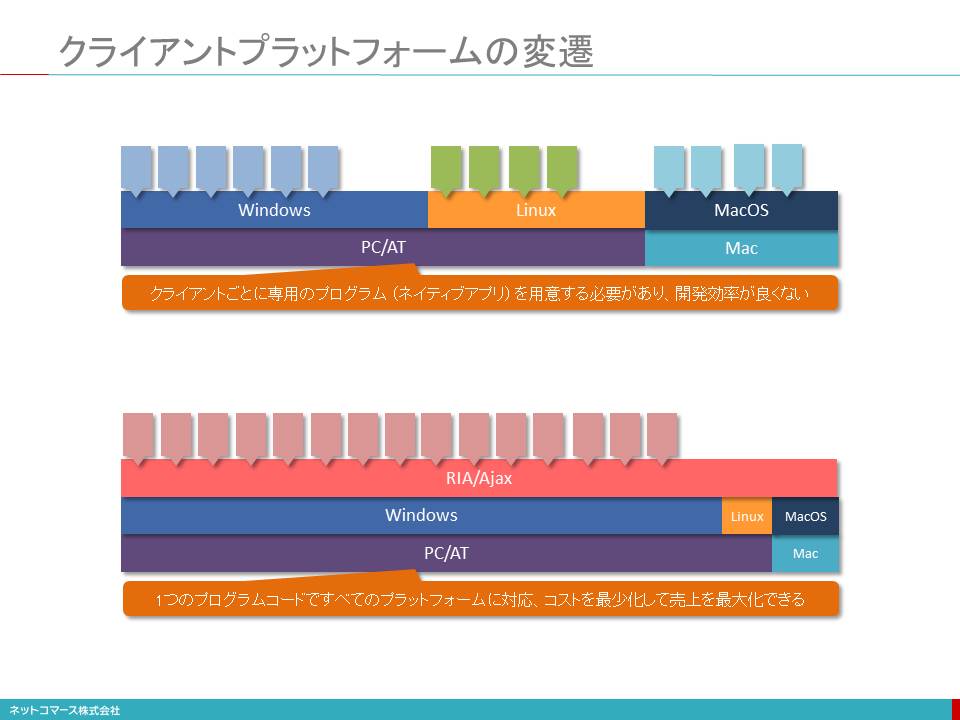 クライアントプラットフォームの変遷
Windows
Linux
MacOS
PC/AT
Mac
クライアントごとに専用のプログラム（ネイティブアプリ）を用意する必要があり、開発効率が良くない
RIA/Ajax
Windows
Linux
MacOS
PC/AT
Mac
1つのプログラムコードですべてのプラットフォームに対応、コストを最少化して売上を最大化できる
ネットコマース株式会社